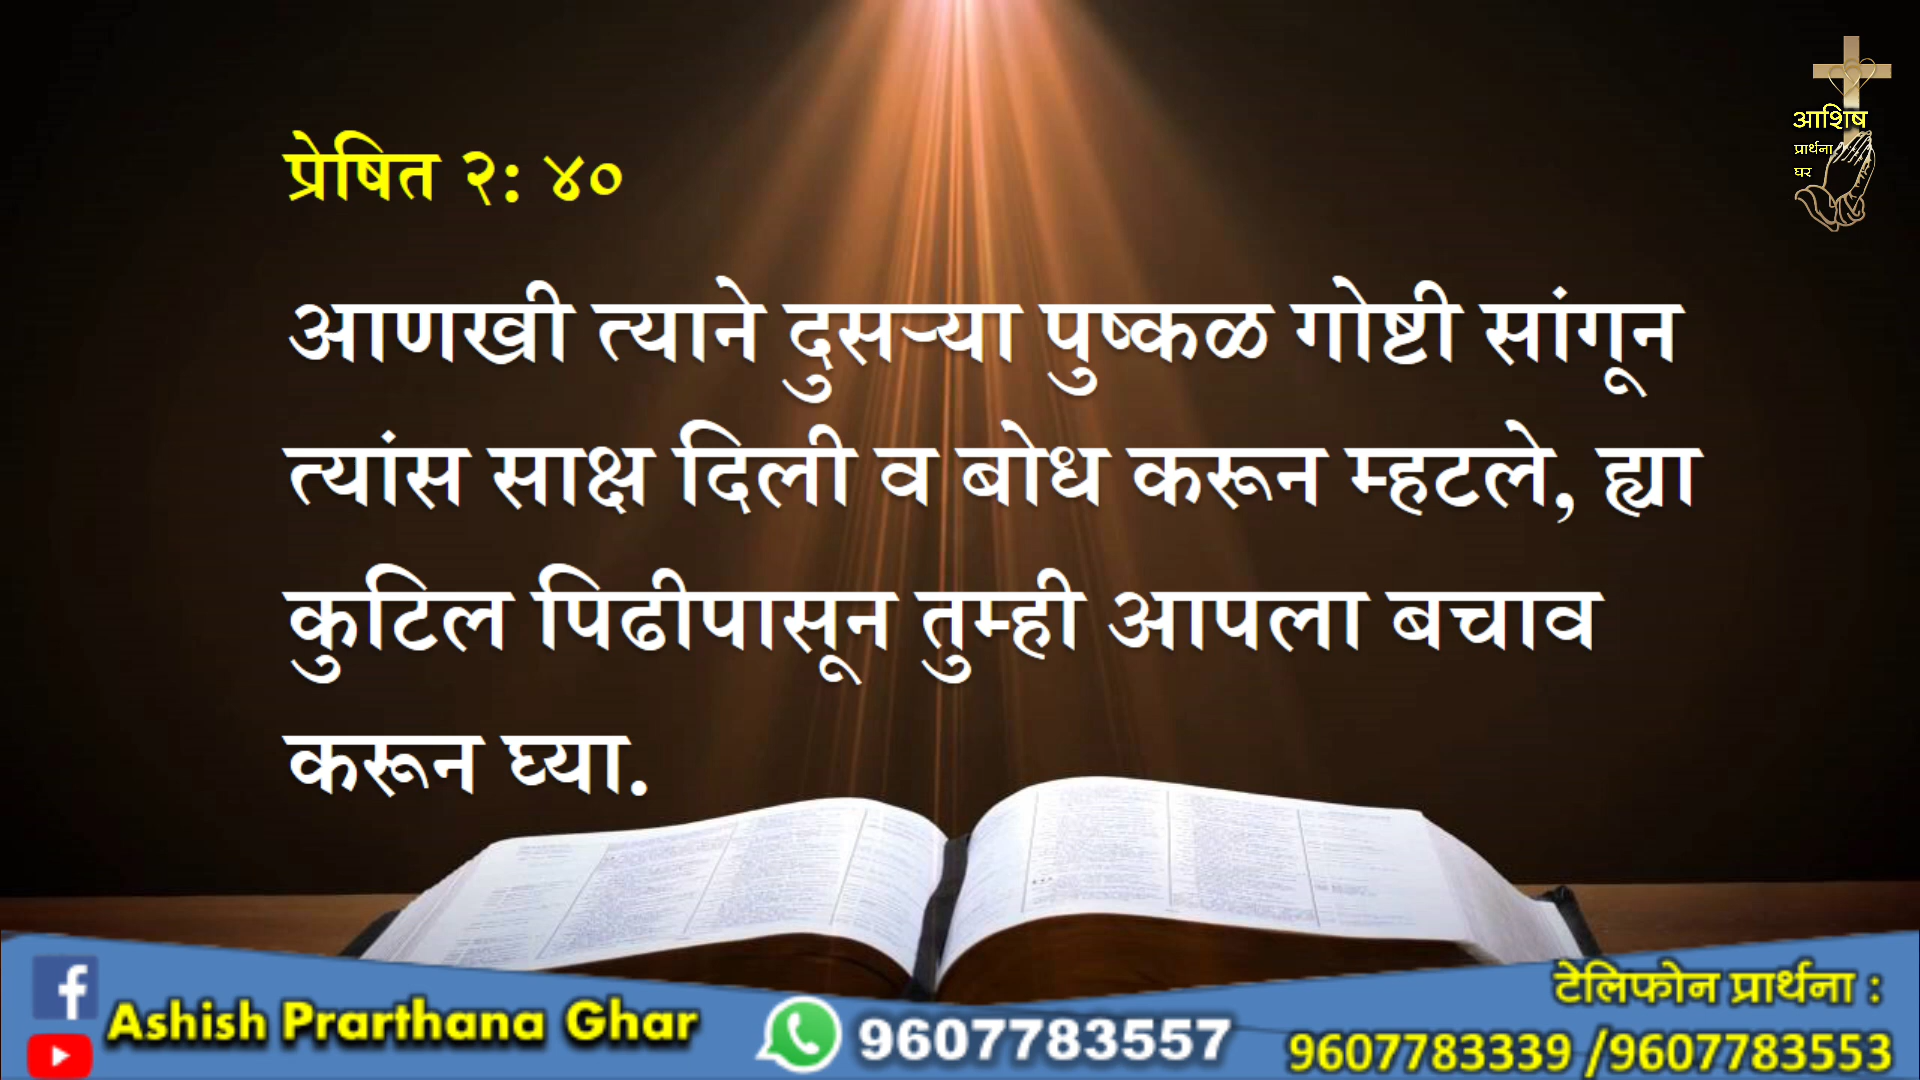 आशिष
प्रार्थना
घर
प्रेषित २: ४०
आणखी त्याने दुसऱ्या पुष्कळ गोष्टी सांगून
त्यांस साक्ष दिली व बोध करून म्हटले, ह्या
कुटिल पिढीपासून तुम्ही आपला बचाव
करून घ्या.
Ashish Prarthana Ghar
9607783557
टेलिफोन प्रार्थना :
9607783339 /9607783553